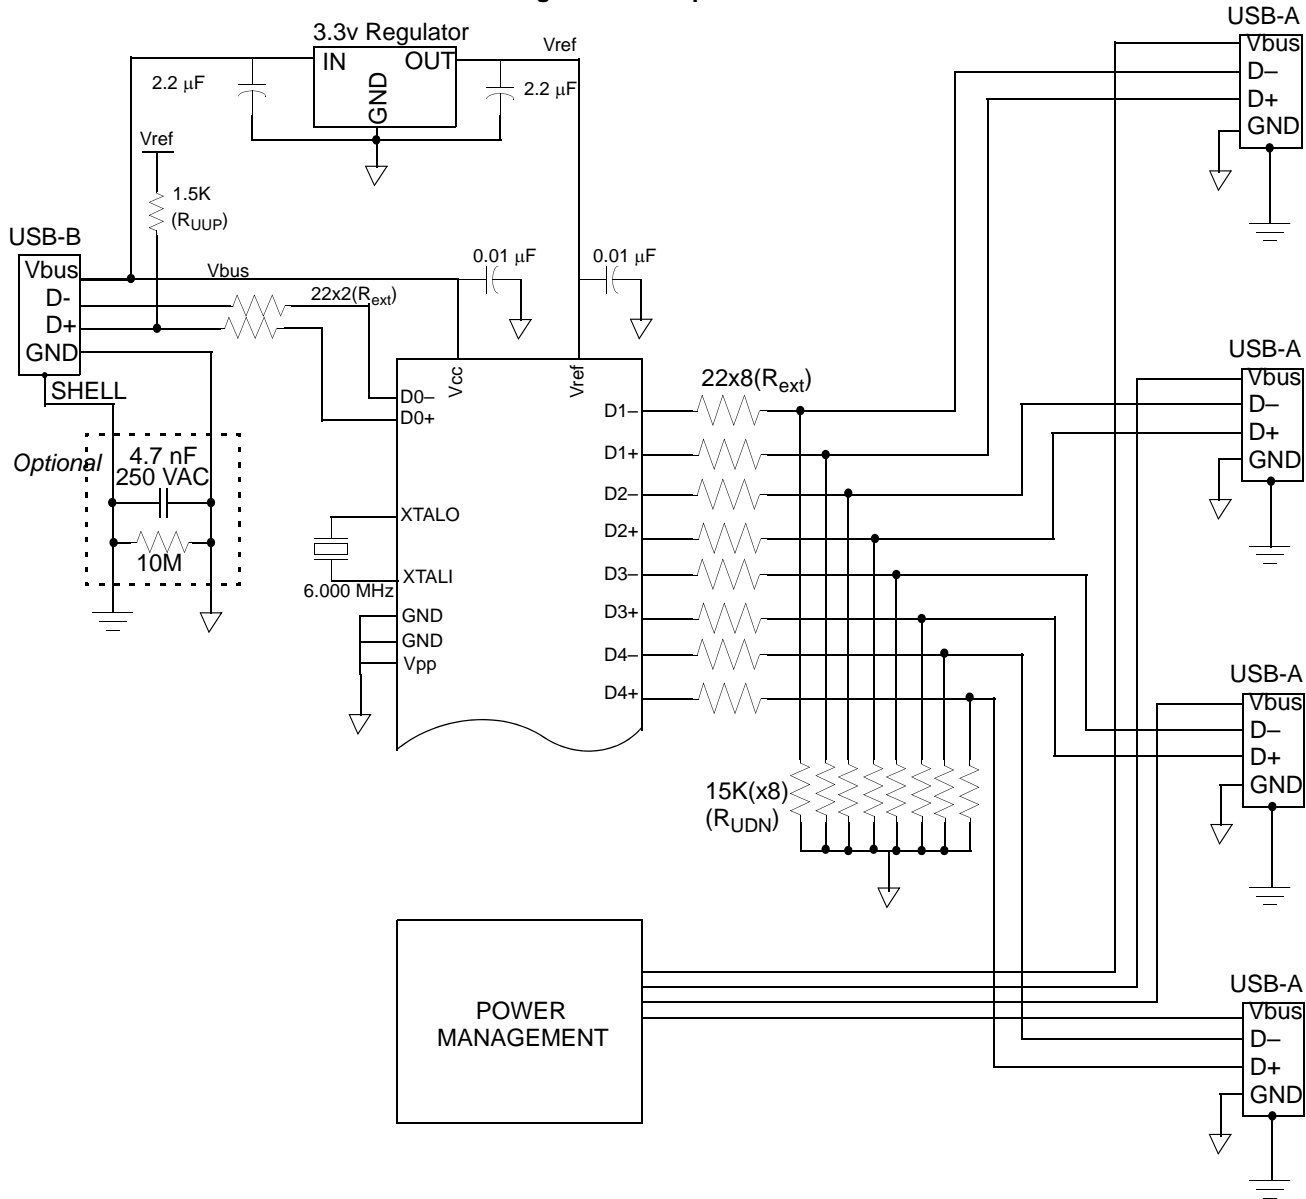 USB-A
Vbus
D–
D+
GND
3.3v Regulator
IN OUT
GND
Vref
2.2 µF
2.2 µF
Vref
1.5K
(RUUP)
USB-B
Vbus
D-
D+
GND
SHELL
Vbus
22x2(Rext)
0.01 µF
0.01 µF
Optional
4.7 nF
250 VAC
10M
Vcc
Vref
D0–
D0+
XTALO
XTALI
6.000 MHz
GND
GND
Vpp
D1–
D1+
D2–
D2+
D3–
D3+
D4–
D4+
22x8(Rext)
15K(x8)
(RUDN)
USB-A
Vbus
D–
D+
GND
USB-A
Vbus
D–
D+
GND
POWER
MANAGEMENT
USB-A
Vbus
D–
D+
GND